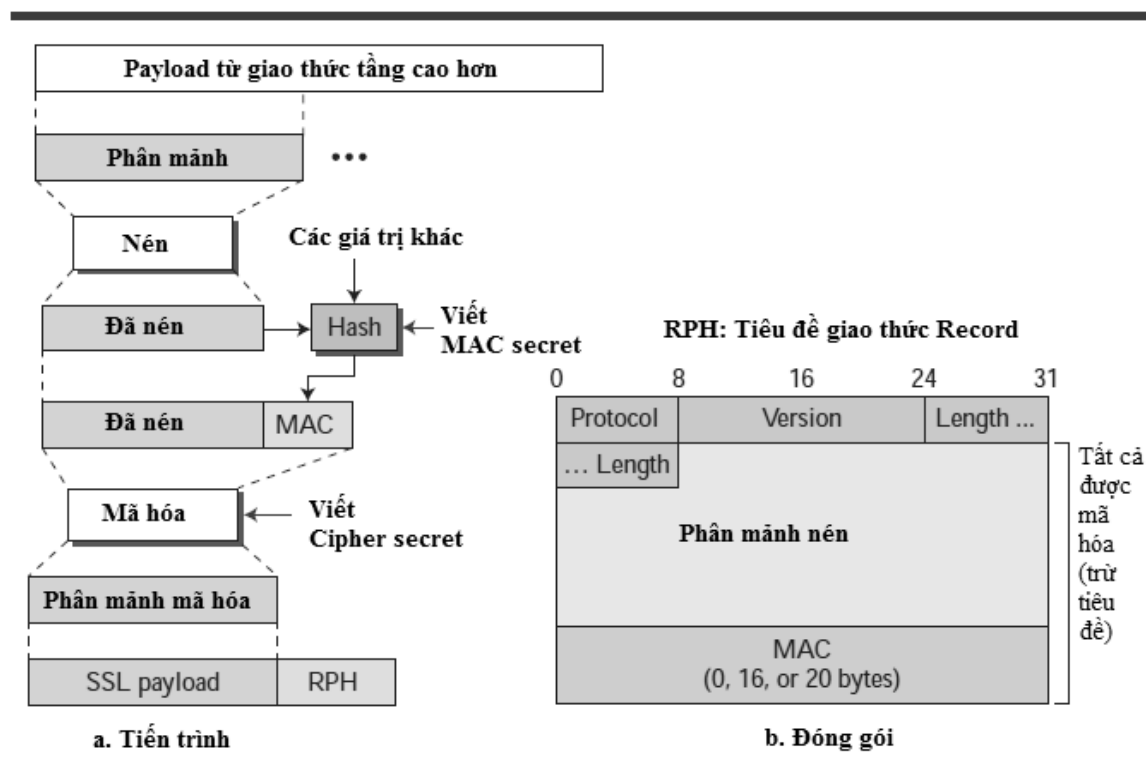 Payload từ giao thức tầng cao hơn
Phân mảnh
•••
Nén
Các giá trị khác
Đã nén
Hash
Viết
MAC secret
Đã nén
MAC
Mã hóa
Viết
Cipher secret
Phân mảnh mã hóa
SSL payload
RPH
a. Tiến trình
RPH: Tiêu đề giao thức Record
0 8 16 24 31
Protocol
Version
Length ...
... Length
Phân mảnh nén
MAC
(0, 16, or 20 bytes)
Tất cả
được
mã
hóa
(trừ
tiêu
đề)
b. Đóng gói